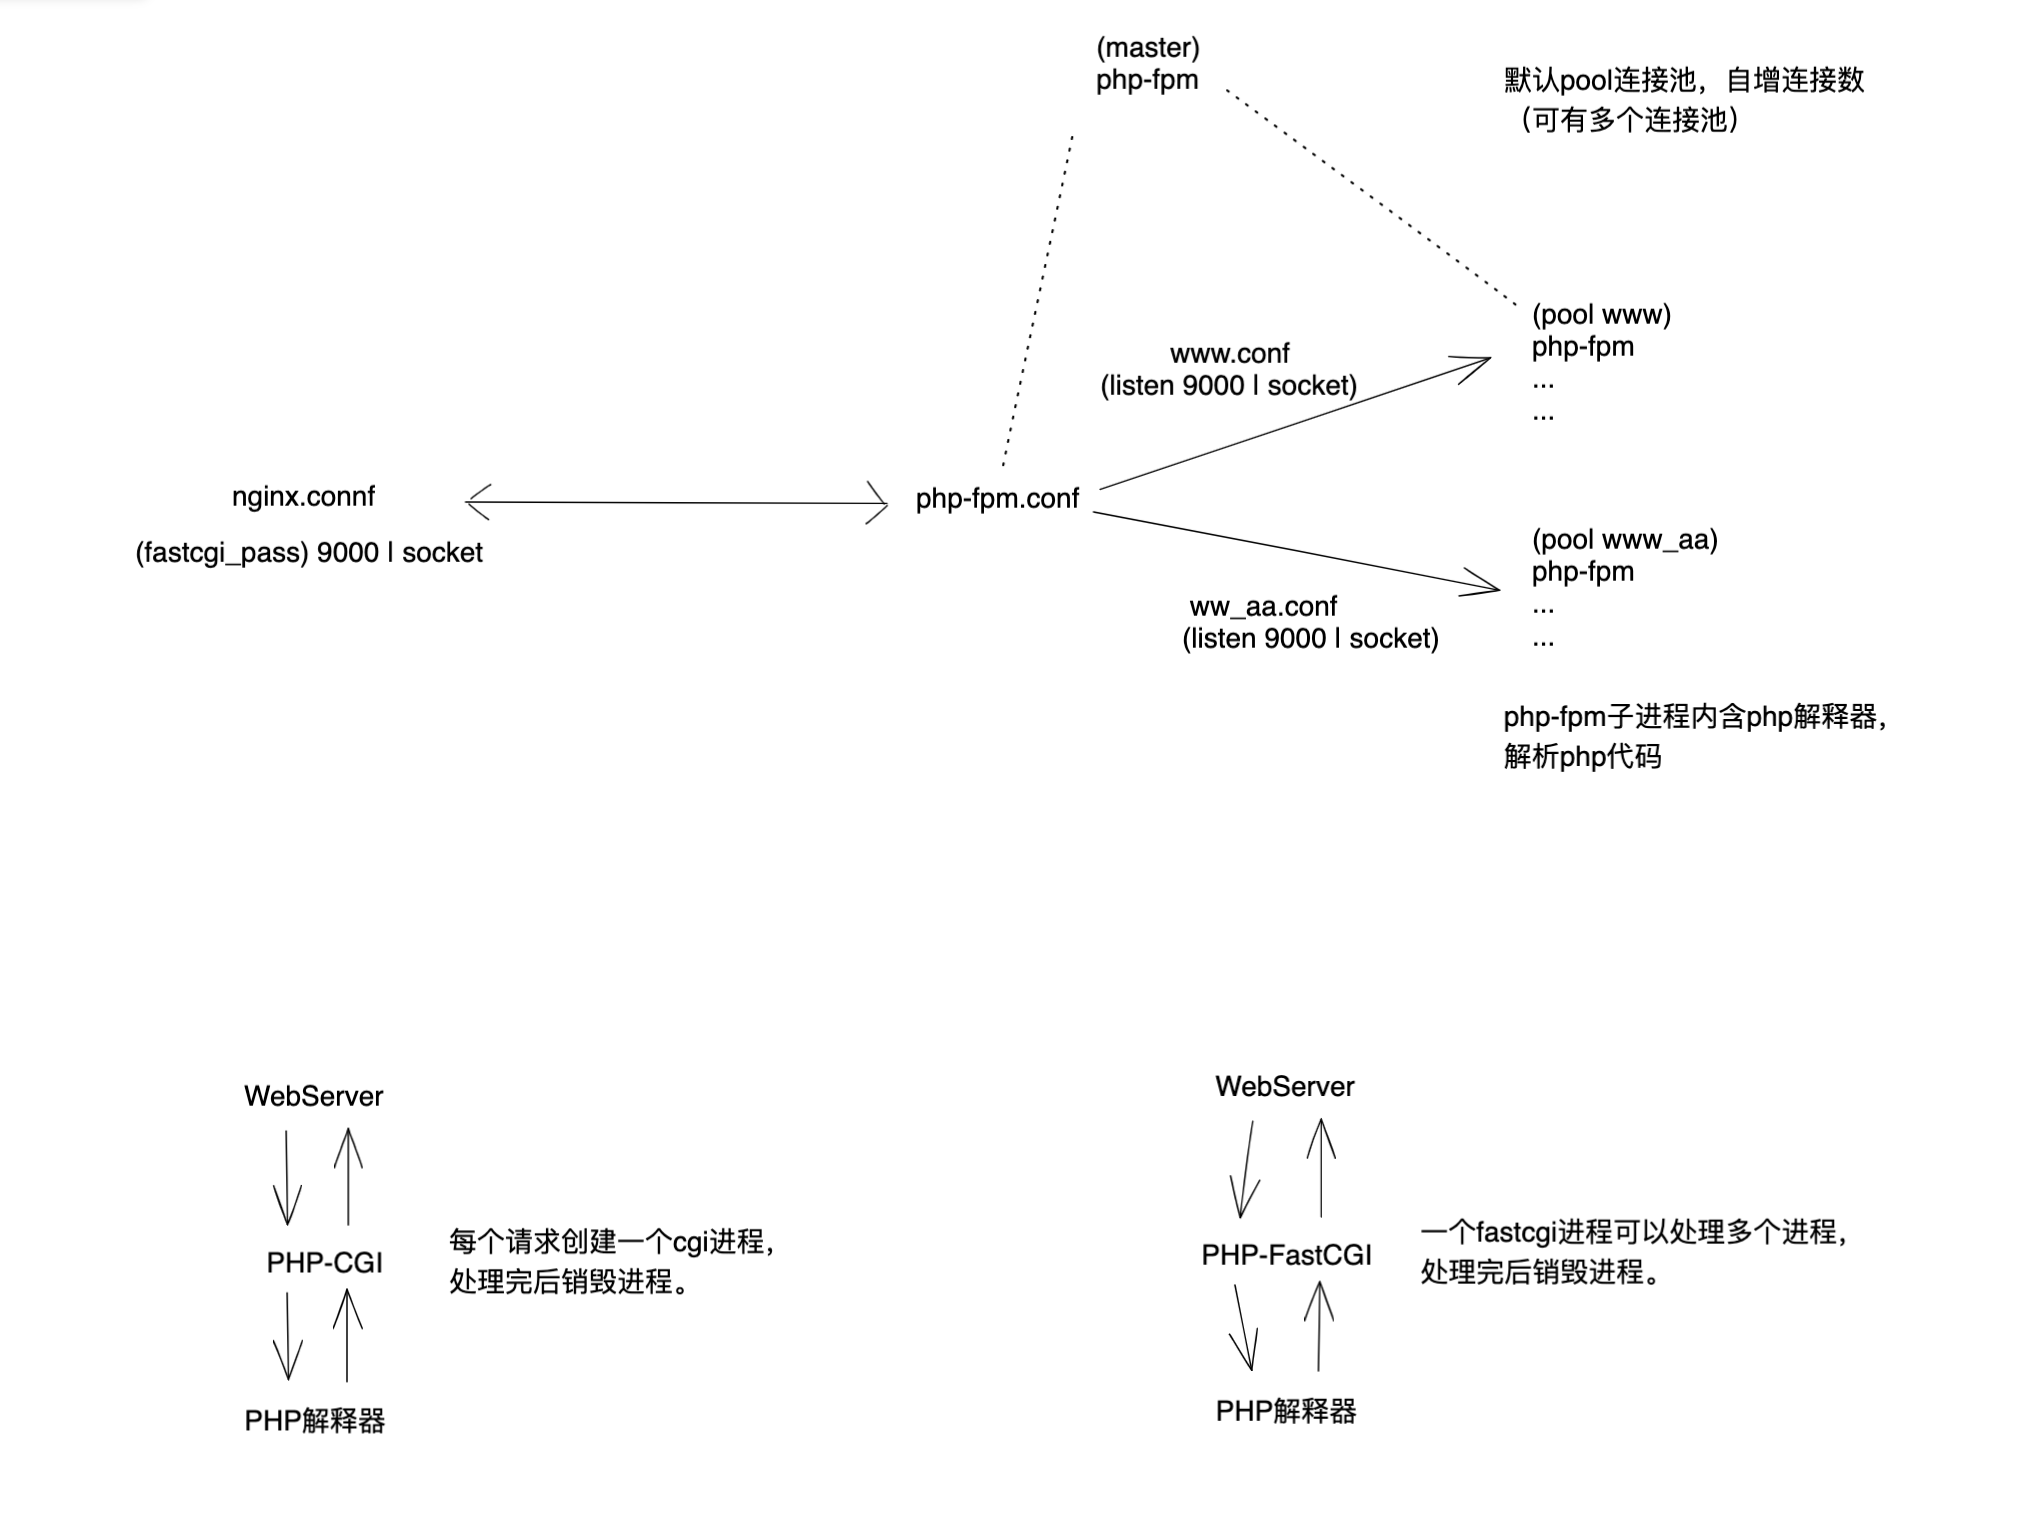 (master)
php-fpm
默认pool连接池，自增连接数
（可有多个连接池）
(pool www)
php-fpm
...
...
www.conf
(listen 9000 | socket)
nginx.connf
(fastcgi_pass) 9000 | socket
php-fpm.conf
(pool www_aa)
php-fpm
...
...
ww_aa.conf
(listen 9000 | socket)
php-fpm子进程内含php解释器，
解析php代码
WebServer
PHP-CGI
每个请求创建一个cgi进程，
处理完后销毁进程。
PHP解释器
WebServer
PHP-FastCGI
一个fastcgi进程可以处理多个进程，
处理完后销毁进程。
PHP解释器